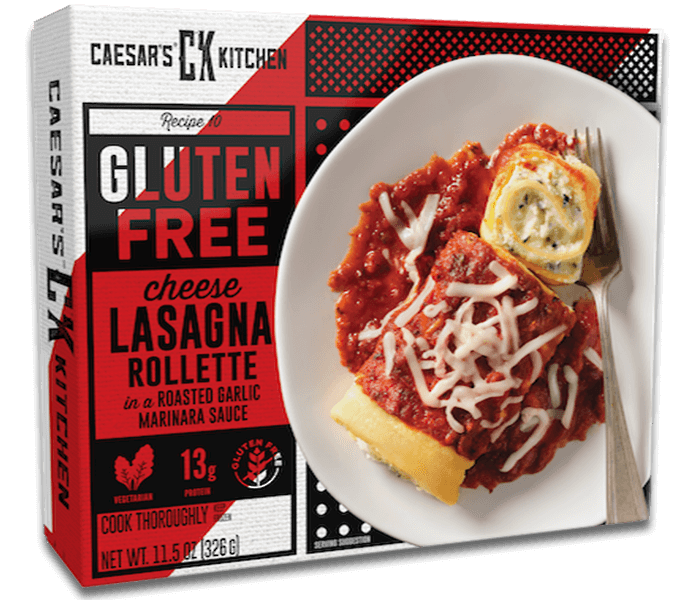 CAESAR'S CK KITCHEN
CAESAR'S CK KITCHEN
Recipe 10
GLUTEN
FREE
cheese
LASAGNA
ROLLETTE
in a ROASTED GARLIC
MARINARA SAUCE
VEGETARIAN
13g
PROTEIN
GLUTEN FREE
COOK THOROUGHLY
NET WT. 11.5 OZ (326 G)
SERVING SUGGESTION